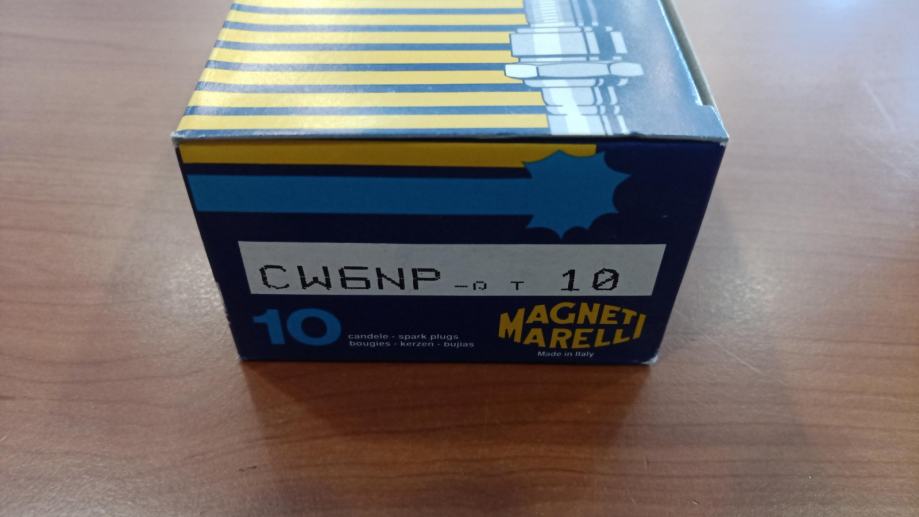 CW6NP T 10
10
candele - spark plugs
bougies - kerzen - bujias
MAGNETI
MARELLI
Made in Italy